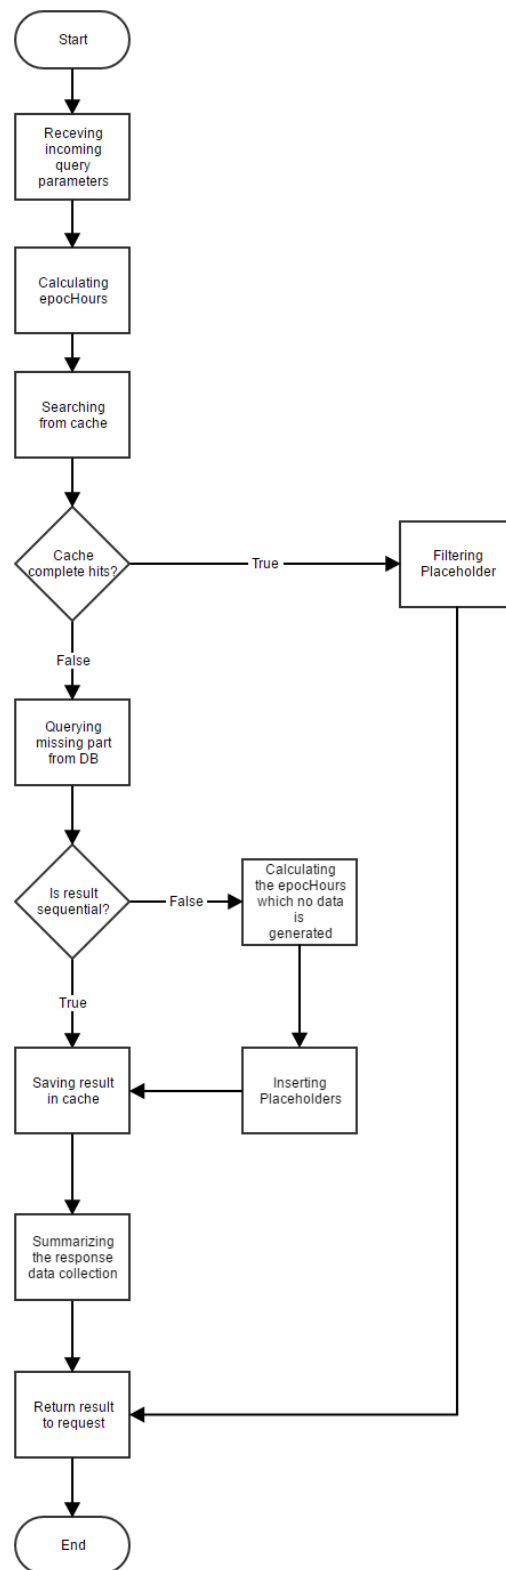 Start
Receving
incoming
query
parameters
Calculating
epocHours
Searching
from cache
Cache
complete hits?
True
Filtering
Placeholder
False
Querying
missing part
from DB
Is result
sequential?
False
Calculating
the epocHours
which no data
is
generated
True
Saving result
in cache
Inserting
Placeholders
Summarizing
the response
data collection
Return result
to request
End